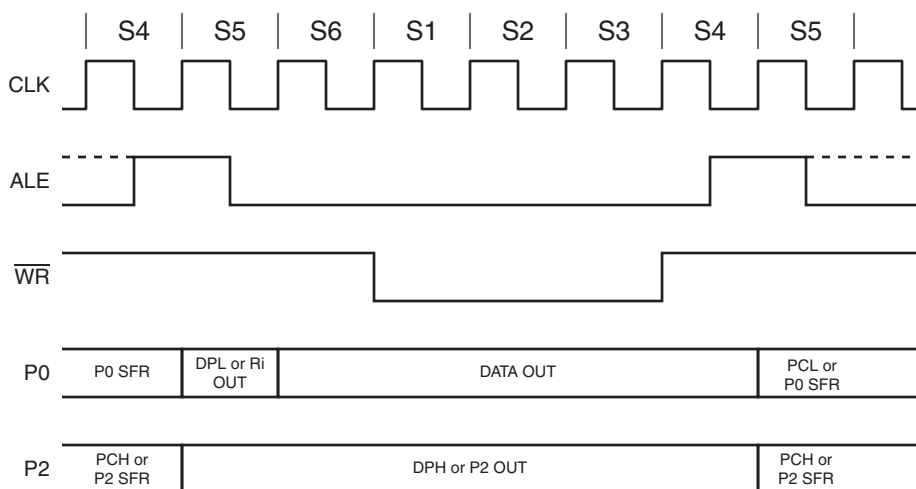 S4 S5 S6 S1 S2 S3 S4 S5
CLK
ALE
WR
P0 P0 SFR DPL or Ri OUT DATA OUT PCL or P0 SFR
P2 PCH or P2 SFR DPH or P2 OUT PCH or P2 SFR